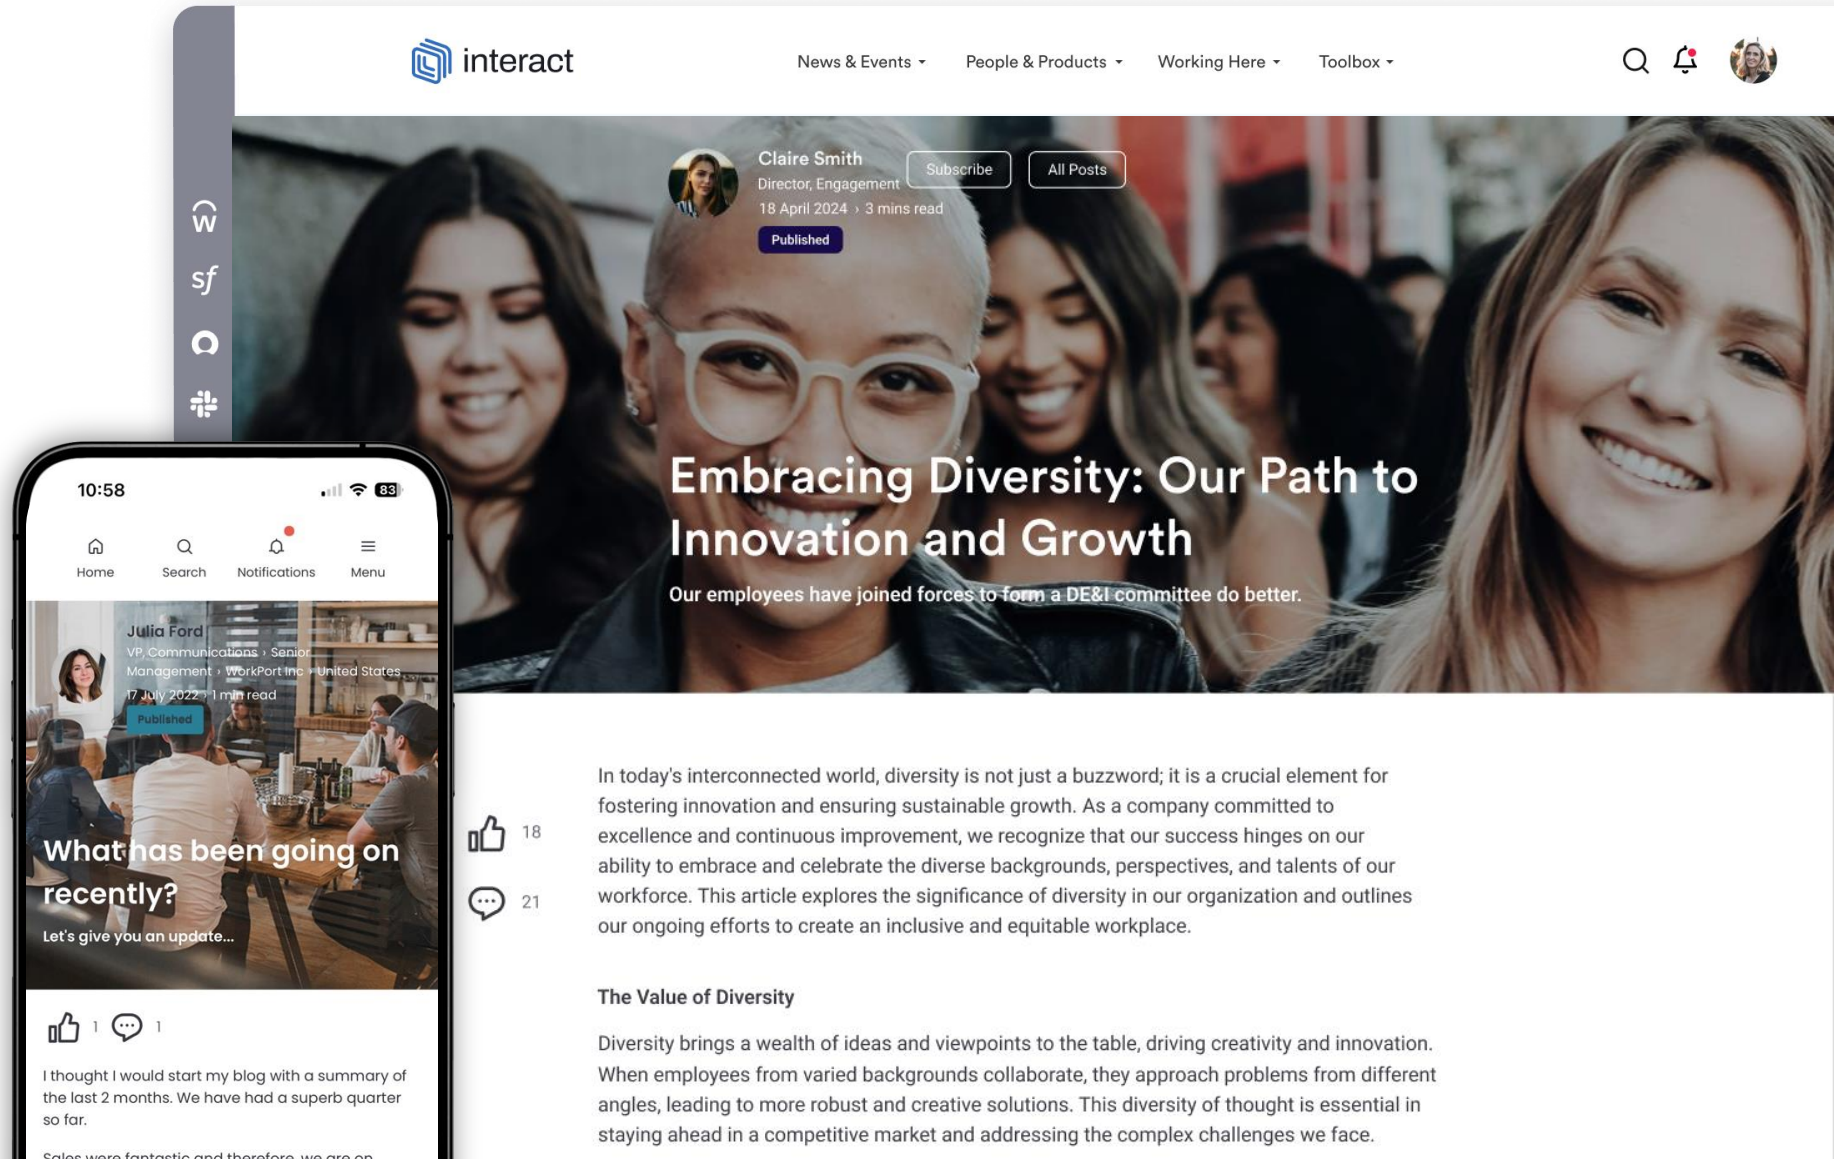 interact
News & Events
People & Products
Working Here
Toolbox
w
sf
Claire Smith
Director, Engagement
18 April 2024 › 3 mins read
Published
Subscribe
All Posts
Embracing Diversity: Our Path to
Innovation and Growth
Our employees have joined forces to form a DE&I committee do better.
18
21
In today's interconnected world, diversity is not just a buzzword; it is a crucial element for
fostering innovation and ensuring sustainable growth. As a company committed to
excellence and continuous improvement, we recognize that our success hinges on our
ability to embrace and celebrate the diverse backgrounds, perspectives, and talents of our
workforce. This article explores the significance of diversity in our organization and outlines
our ongoing efforts to create an inclusive and equitable workplace.
The Value of Diversity
Diversity brings a wealth of ideas and viewpoints to the table, driving creativity and innovation.
When employees from varied backgrounds collaborate, they approach problems from different
angles, leading to more robust and creative solutions. This diversity of thought is essential in
staying ahead in a competitive market and addressing the complex challenges we face.
10:58
83
Home
Search
Notifications
Menu
Julia Ford
VP, Communications › Senior
Management › WorkPort Inc › United States
17 July 2022 › 1 min read
Published
What has been going on
recently?
Let's give you an update...
1
1
I thought I would start my blog with a summary of
the last 2 months. We have had a superb quarter
so far.
Sales were fantastic and therefore, we are on